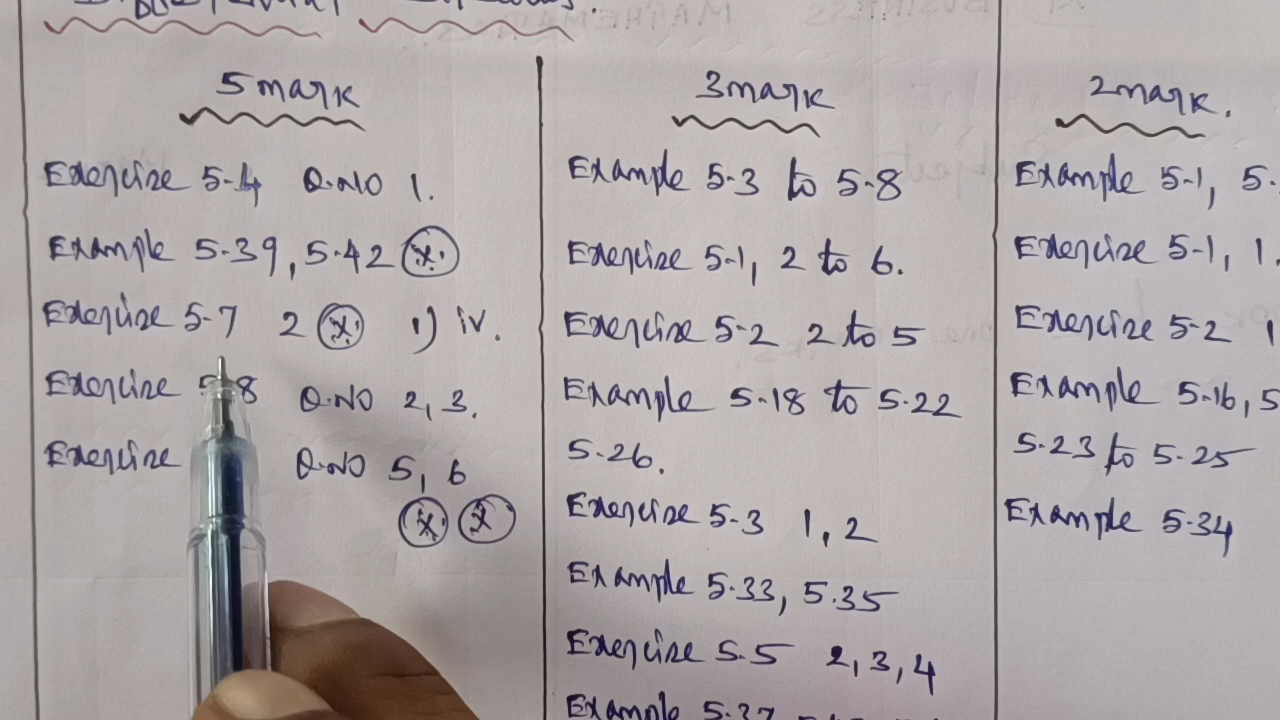 5 mark
Exercise 5.4 Q.NO 1.
Example 5.39, 5.42
Exercise 5.7 2 1) iv.
Exercise 5.8 Q.NO 2, 3.
Exercise Q.NO 5, 6
3 mark
Example 5.3 to 5.8
Exercise 5.1, 2 to 6.
Exercise 5.2 2 to 5
Example 5.18 to 5.22
5.26.
Exercise 5.3 1, 2
Example 5.33, 5.35
Exercise 5.5 2, 3, 4
Example 5.37
2 mark.
Example 5.1, 5.
Exercise 5.1, 1.
Exercise 5.2 1
Example 5.16, 5
5.23 to 5.25
Example 5.34